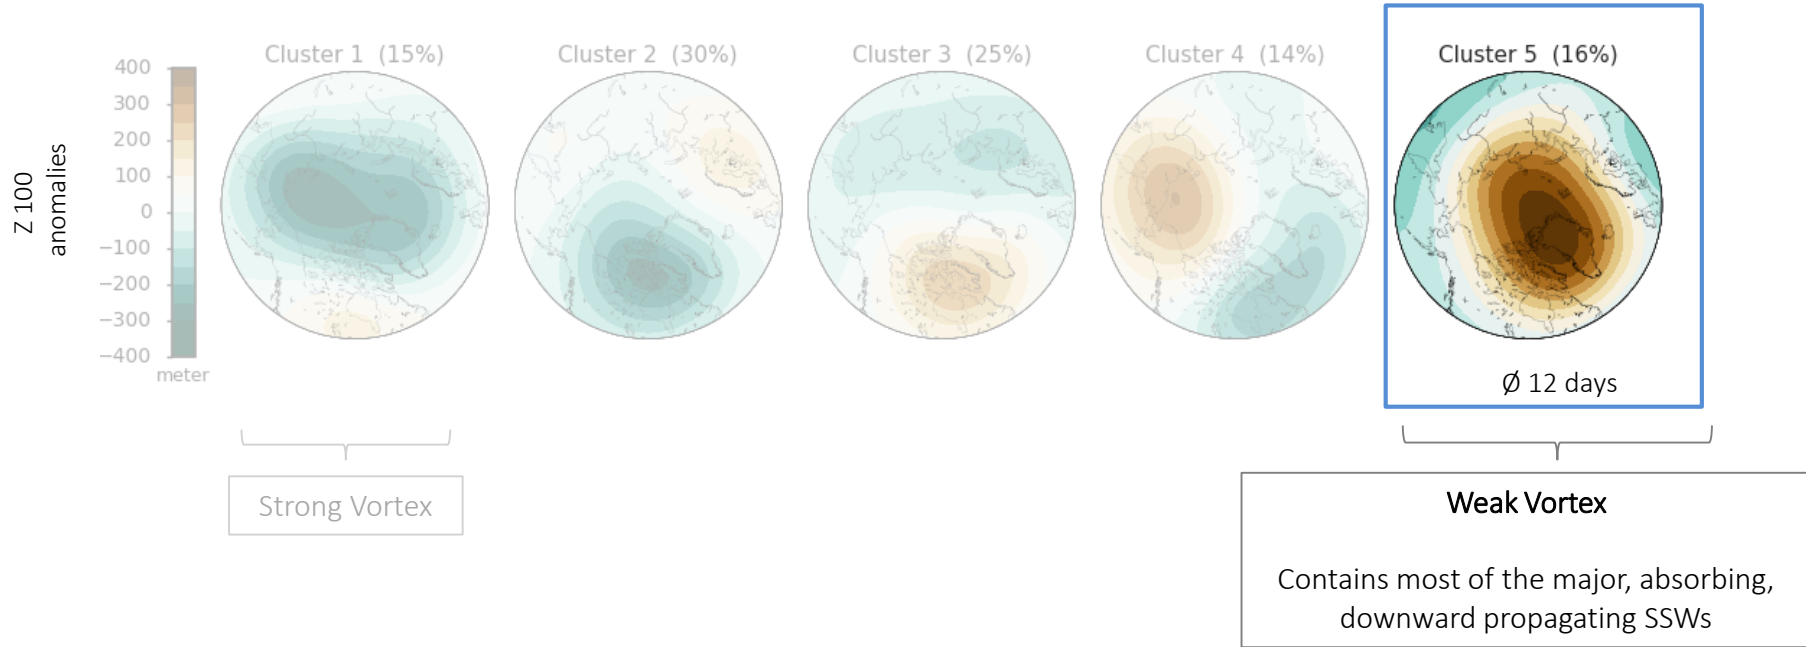 Cluster 1 (15%)
Cluster 2 (30%)
Cluster 3 (25%)
Cluster 4 (14%)
Cluster 5 (16%)
Z 100
anomalies
400
300
200
100
0
−100
−200
−300
−400
meter
Ø 12 days
Strong Vortex
Weak Vortex
Contains most of the major, absorbing,
downward propagating SSWs